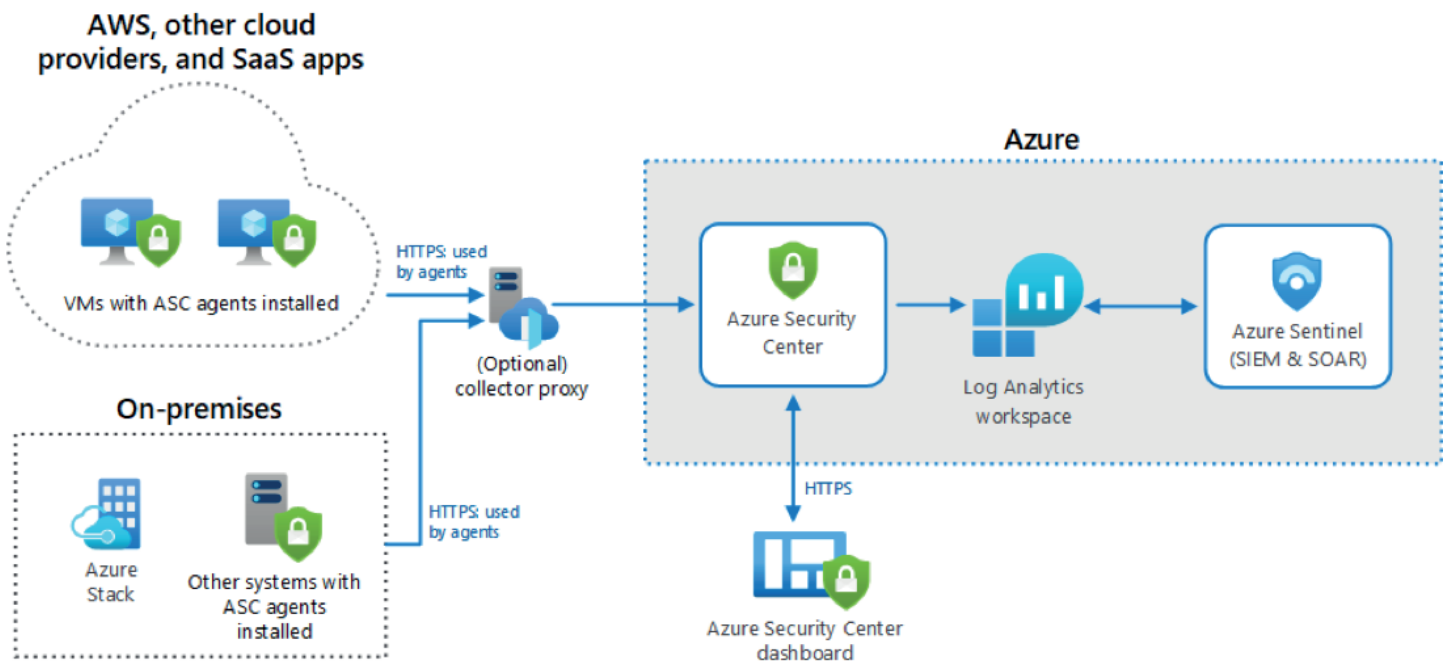 AWS, other cloud
providers, and SaaS apps
VMs with ASC agents installed
HTTPS: used
by agents
(Optional)
collector proxy
On-premises
Azure
Stack
Other systems with
ASC agents
installed
HTTPS: used
by agents
Azure
Azure Security
Center
Log Analytics
workspace
Azure Sentinel
(SIEM & SOAR)
HTTPS
Azure Security Center
dashboard